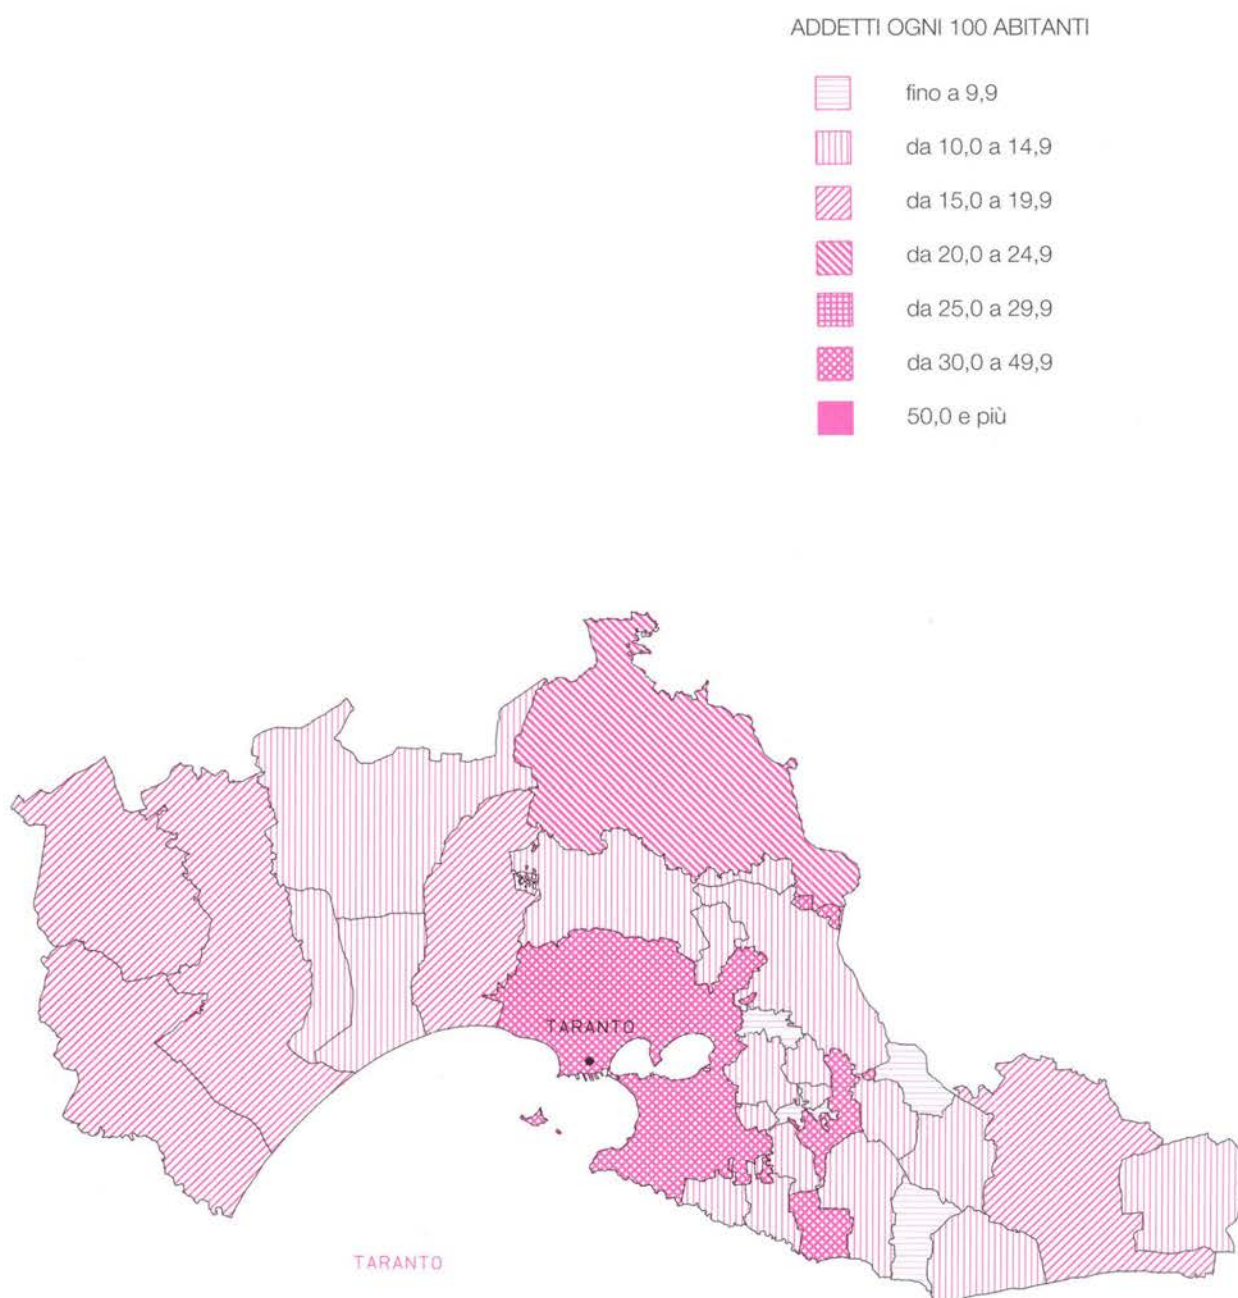 ADDETTI OGNI 100 ABITANTI
fino a 9,9
da 10,0 a 14,9
da 15,0 a 19,9
da 20,0 a 24,9
da 25,0 a 29,9
da 30,0 a 49,9
50,0 e più
TARANTO
TARANTO